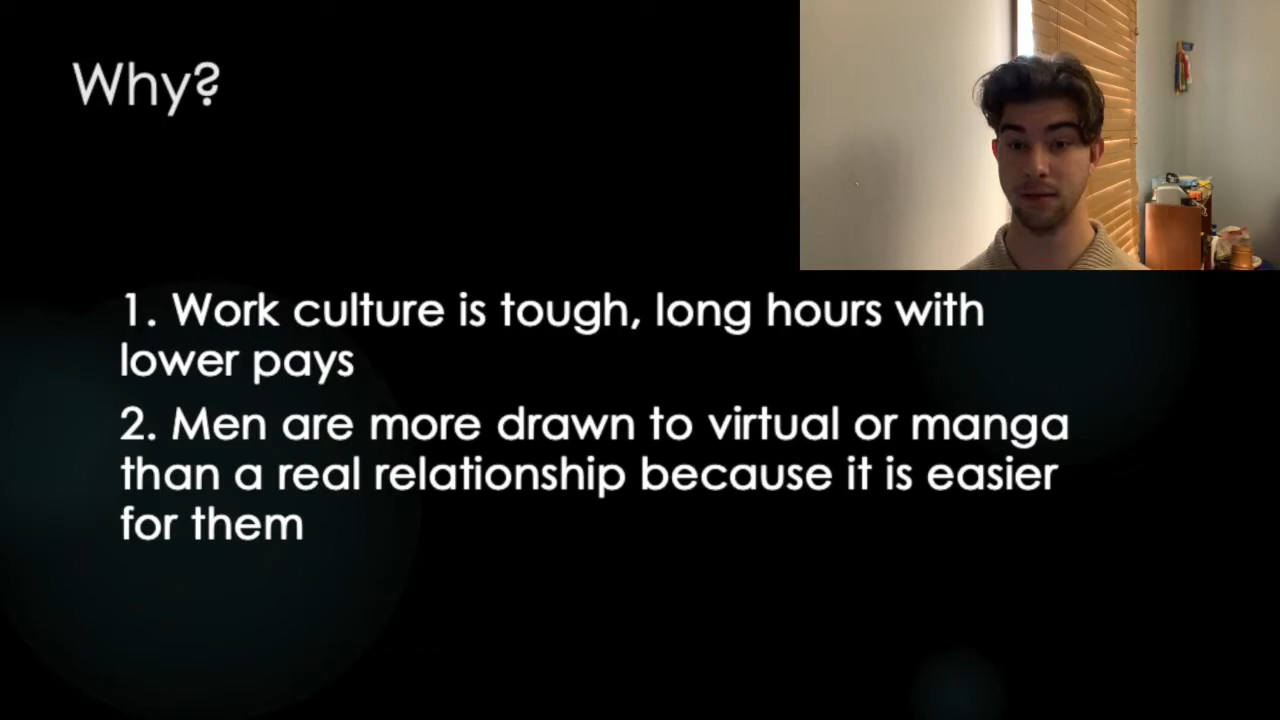 Why?
1. Work culture is tough, long hours with
lower pays
2. Men are more drawn to virtual or manga
than a real relationship because it is easier
for them